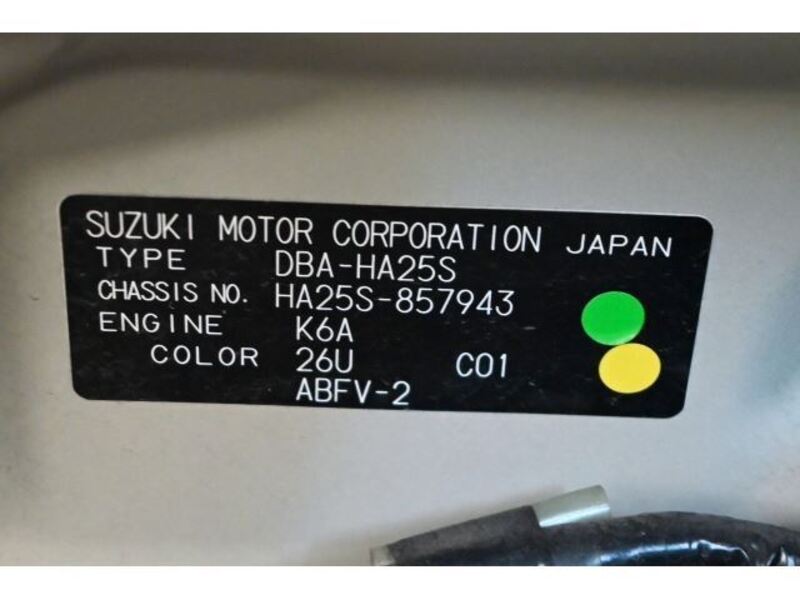 SUZUKI MOTOR CORPORATION JAPAN
TYPE DBA-HA25S
CHASSIS NO. HA25S-857943
ENGINE K6A
COLOR 26U C01
ABFV-2